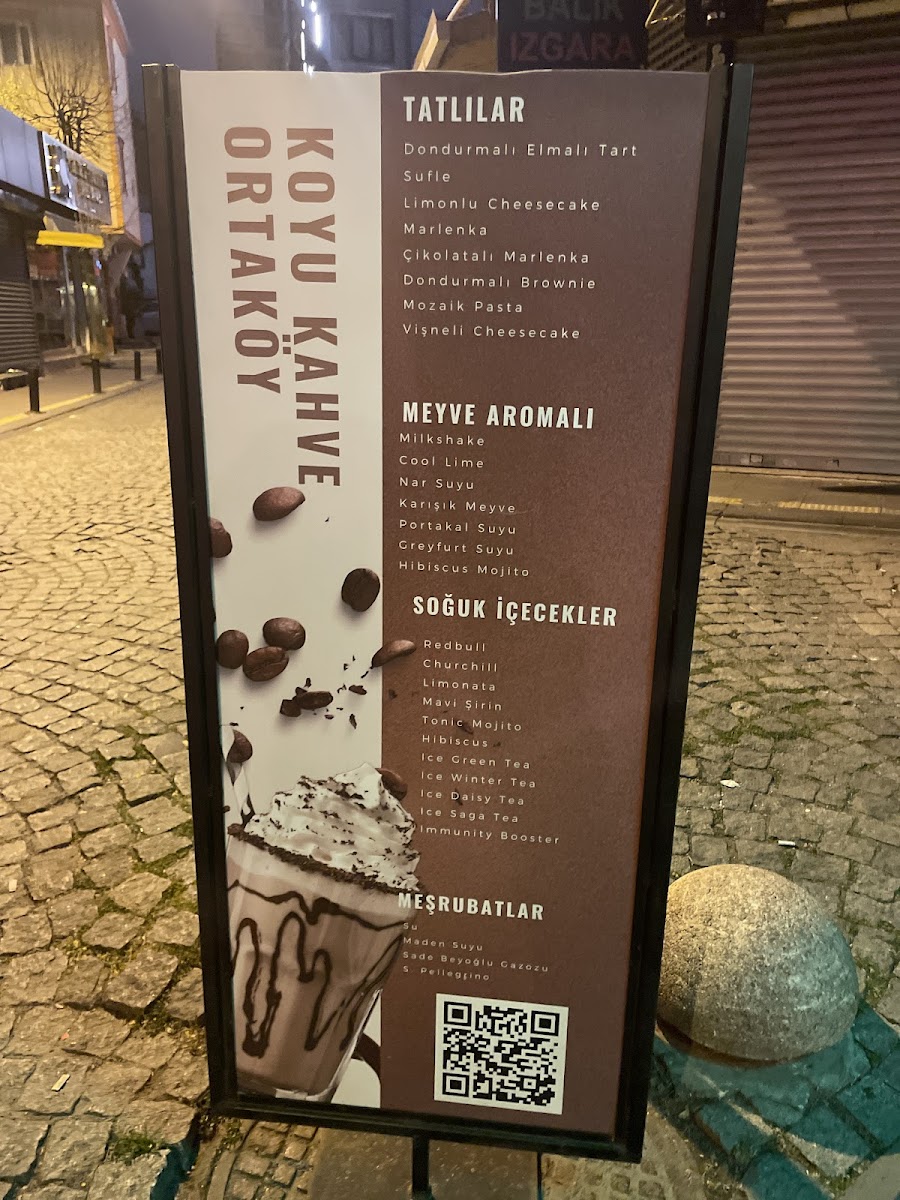 BALIK
IZGARA
KOYU KAHVE
ORTAKÖY
TATLILAR
Dondurmalı Elmalı Tart
Sufle
Limonlu Cheesecake
Marlenka
Çikolatalı Marlenka
Dondurmalı Brownie
Mozaik Pasta
Vişneli Cheesecake
MEYVE AROMALI
Milkshake
Cool Lime
Nar Suyu
Karışık Meyve
Portakal Suyu
Greyfurt Suyu
Hibiscus Mojito
SOĞUK İÇECEKLER
Redbull
Churchill
Limonata
Mavi Şirin
Tonic Mojito
Hibiscus
Ice Green Tea
Ice Winter Tea
Ice Daisy Tea
Ice Saga Tea
Immunity Booster
MEŞRUBATLAR
Su
Maden Suyu
Sade Beyoğlu Gazozu
S. Pellegrino